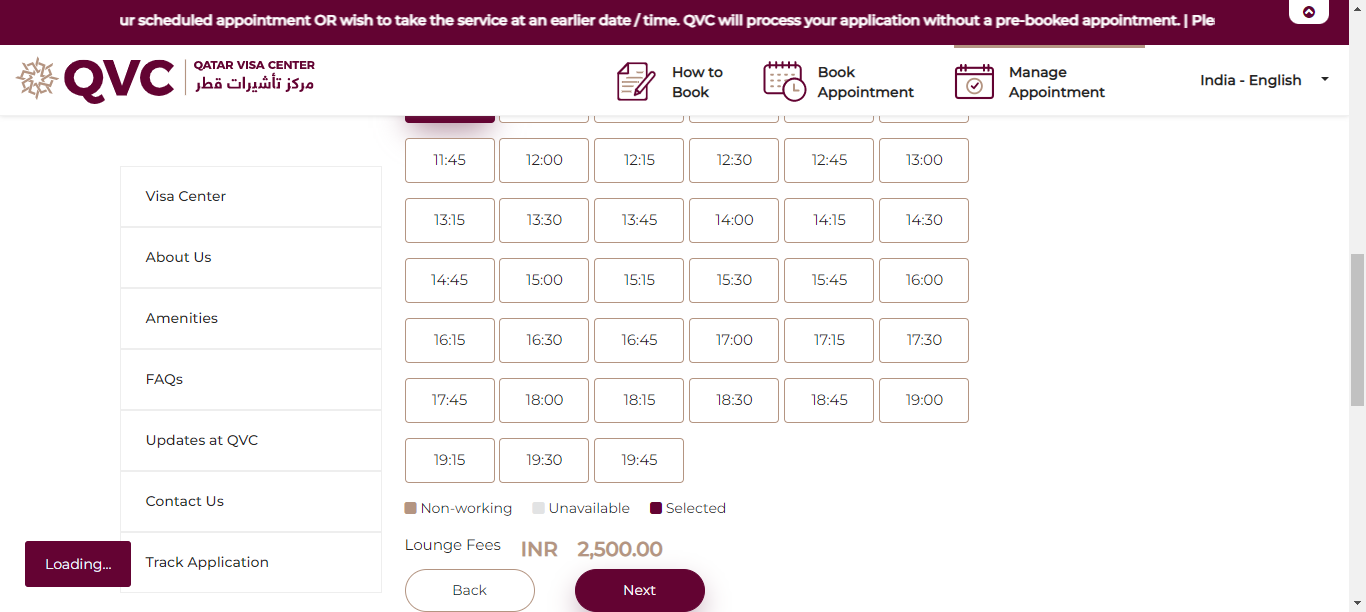 ur scheduled appointment OR wish to take the service at an earlier date / time. QVC will process your application without a pre-booked appointment. | Ple
QVC
QATAR VISA CENTER
مركز تأشيرات قطر
How to
Book
Book
Appointment
Manage
Appointment
India - English
Visa Center
About Us
Amenities
FAQs
Updates at QVC
Contact Us
Track Application
Loading...
11:45 12:00 12:15 12:30 12:45 13:00
13:15 13:30 13:45 14:00 14:15 14:30
14:45 15:00 15:15 15:30 15:45 16:00
16:15 16:30 16:45 17:00 17:15 17:30
17:45 18:00 18:15 18:30 18:45 19:00
19:15 19:30 19:45
Non-working Unavailable Selected
Lounge Fees INR 2,500.00
Back Next